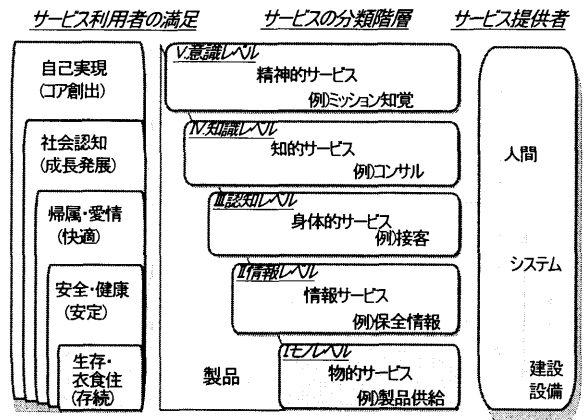 サービス利用者の満足
サービスの分類階層
サービス提供者
自己実現
(コア創出)
社会認知
(成長発展)
帰属・愛情
(快適)
安全・健康
(安定)
生存・
衣食住
(存続)
V.意識レベル
精神的サービス
例)ミッション知覚
IV.知識レベル
知的サービス
例)コンサル
III.認知レベル
身体的サービス
例)接客
II.情報レベル
情報サービス
例)保全情報
I.モノレベル
物的サービス
例)製品供給
製品
人間
システム
建設
設備